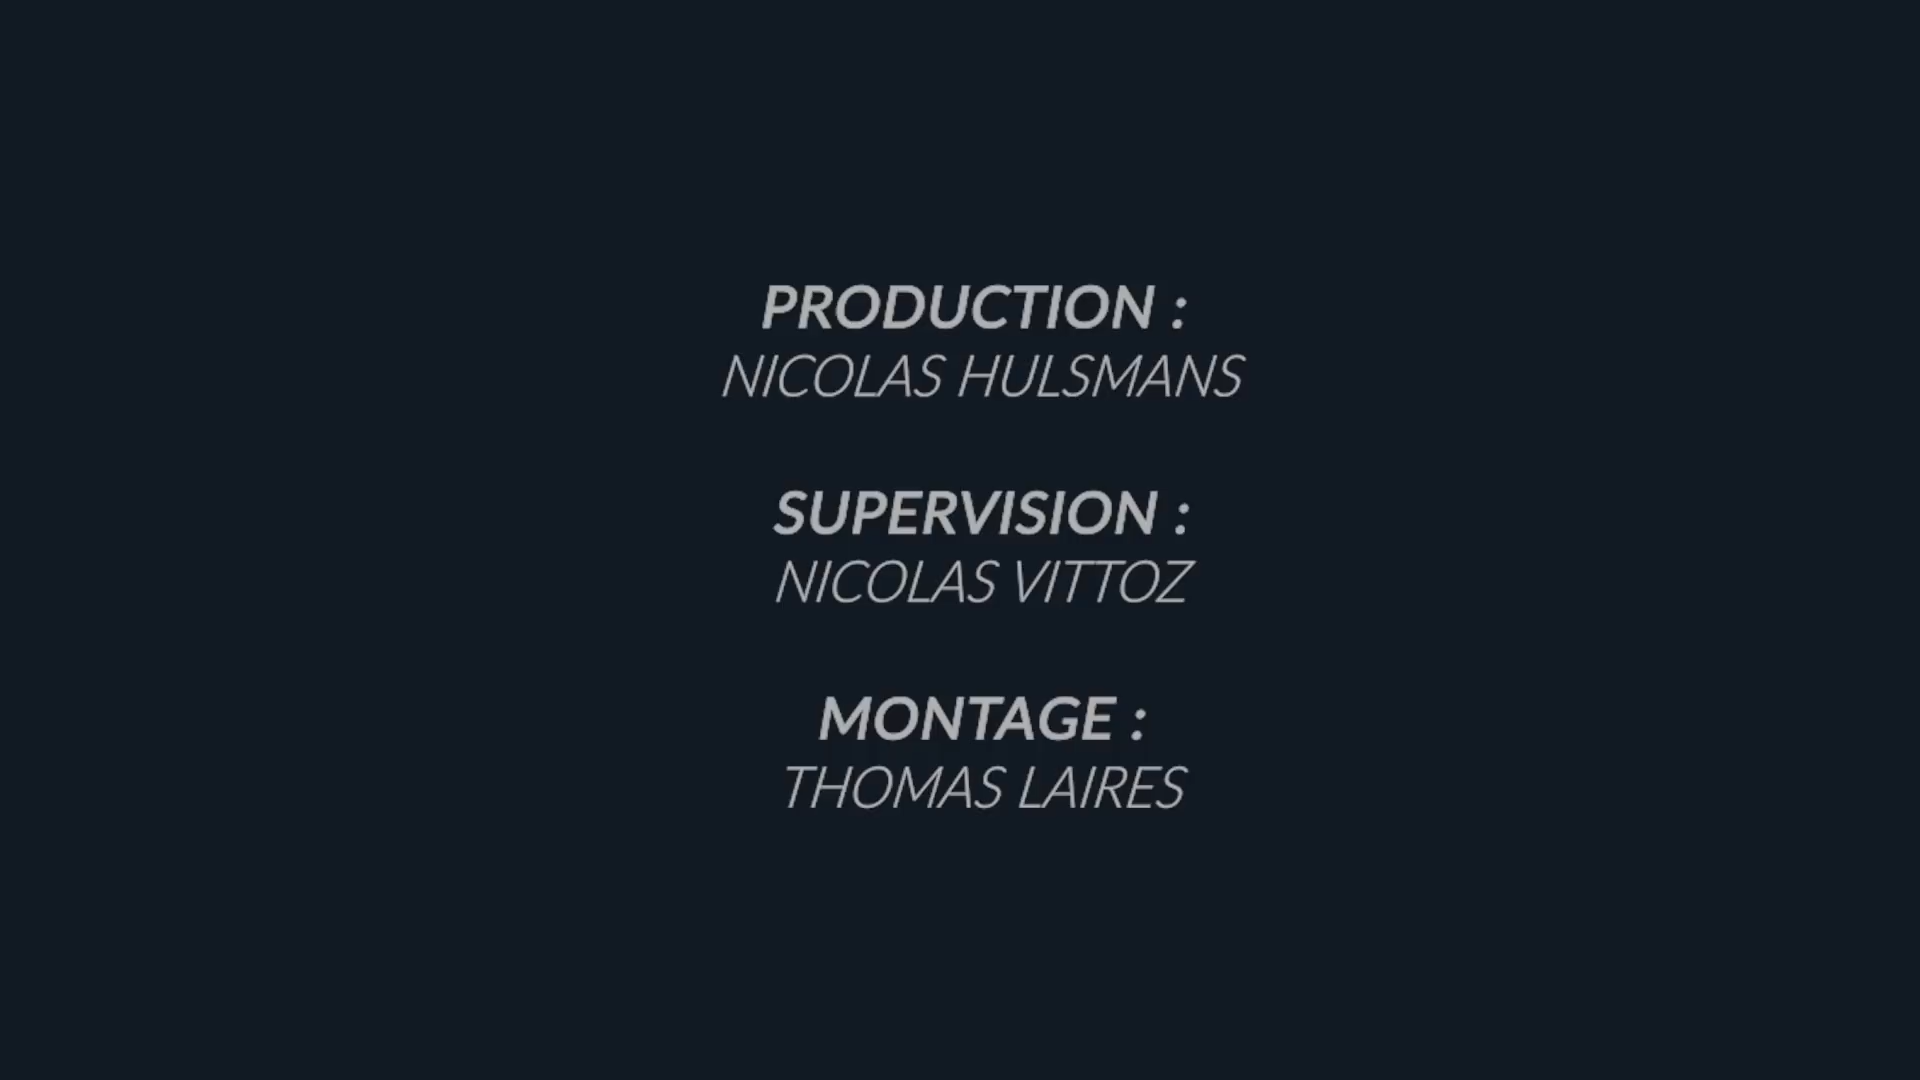 PRODUCTION :
NICOLAS HULSMANS
SUPERVISION :
NICOLAS VITTOZ
MONTAGE :
THOMAS LAIRES